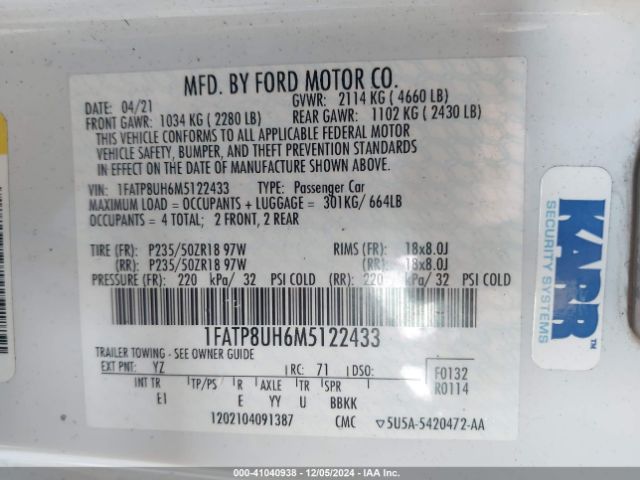 MFD. BY FORD MOTOR CO.
DATE: 04/21 GVWR: 2114 KG ( 4660 LB)
FRONT GAWR: 1034 KG ( 2280 LB) REAR GAWR: 1102 KG ( 2430 LB)
THIS VEHICLE CONFORMS TO ALL APPLICABLE FEDERAL MOTOR
VEHICLE SAFETY, BUMPER, AND THEFT PREVENTION STANDARDS
IN EFFECT ON THE DATE OF MANUFACTURE SHOWN ABOVE.
VIN: 1FATP8UH6M5122433 TYPE: Passenger Car
MAXIMUM LOAD = OCCUPANTS + LUGGAGE = 301KG/ 664LB
OCCUPANTS = 4 TOTAL; 2 FRONT, 2 REAR
TIRE (FR): P235/50ZR18 97W RIMS (FR): 18x8.0J
(RR): P235/50ZR18 97W (RR): 18x8.0J
PRESSURE (FR): 220 kPa/ 32 PSI COLD (RR): 220 kPa/ 32 PSI COLD
1FATP8UH6M5122433
TRAILER TOWING - SEE OWNER GUIDE
EXT PNT: YZ RC: 71 DSO: F0132
R0114
INT TR TP/PS R AXLE TR SPR
EI E YY U BBKK
1202104091387 CMC ▽5U5A-5420472-AA
KARR
SECURITY SYSTEMS
002-41040938 - 12/05/2024 - IAA Inc.